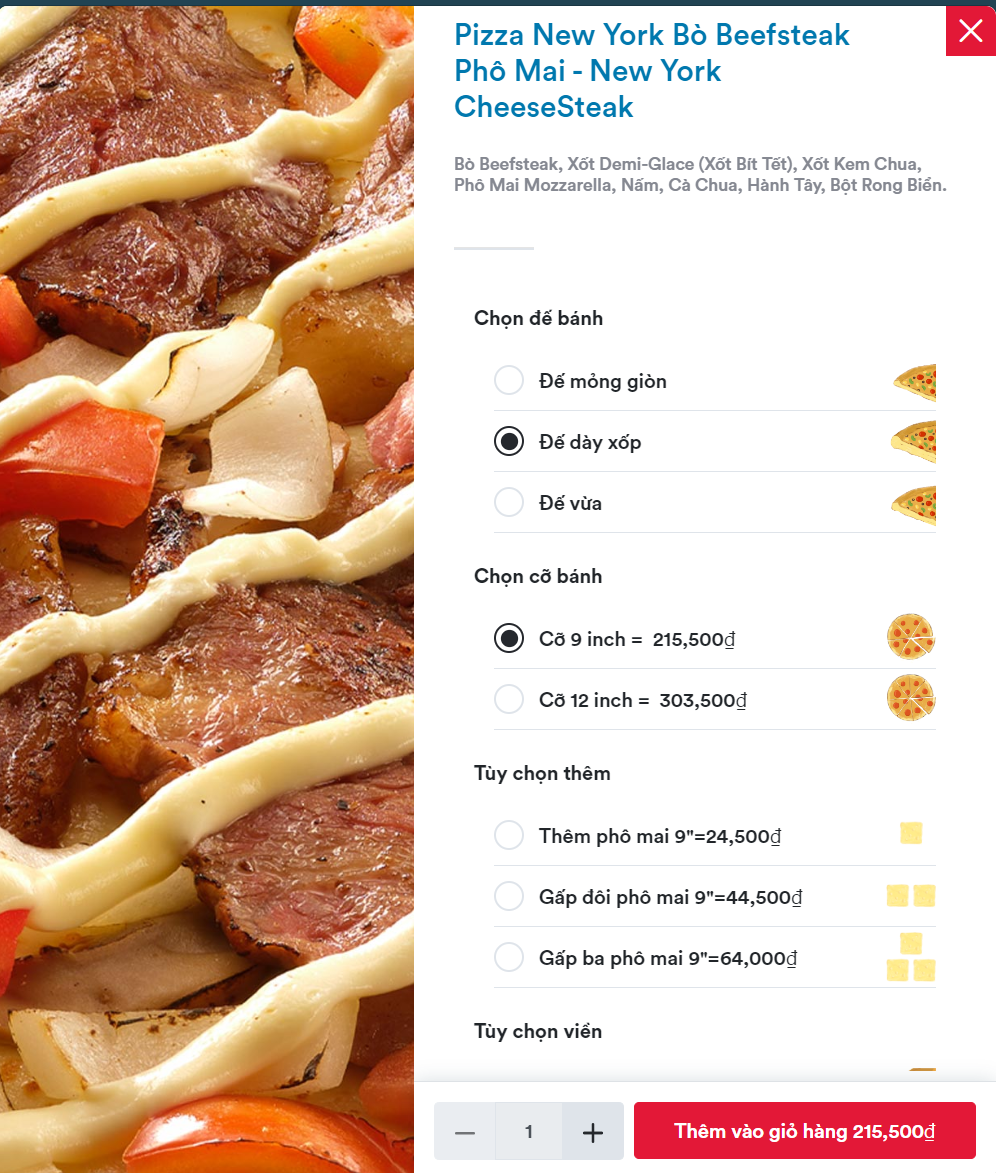 Pizza New York Bò Beefsteak
Phô Mai - New York
CheeseSteak
Bò Beefsteak, Xốt Demi-Glace (Xốt Bít Tết), Xốt Kem Chua,
Phô Mai Mozzarella, Nấm, Cà Chua, Hành Tây, Bột Rong Biển.
Chọn đế bánh
Đế mỏng giòn
Đế dày xốp
Đế vừa
Chọn cỡ bánh
Cỡ 9 inch = 215,500₫
Cỡ 12 inch = 303,500₫
Tùy chọn thêm
Thêm phô mai 9"=24,500₫
Gấp đôi phô mai 9"=44,500₫
Gấp ba phô mai 9"=64,000₫
Tùy chọn viền
1
Thêm vào giỏ hàng 215,500₫